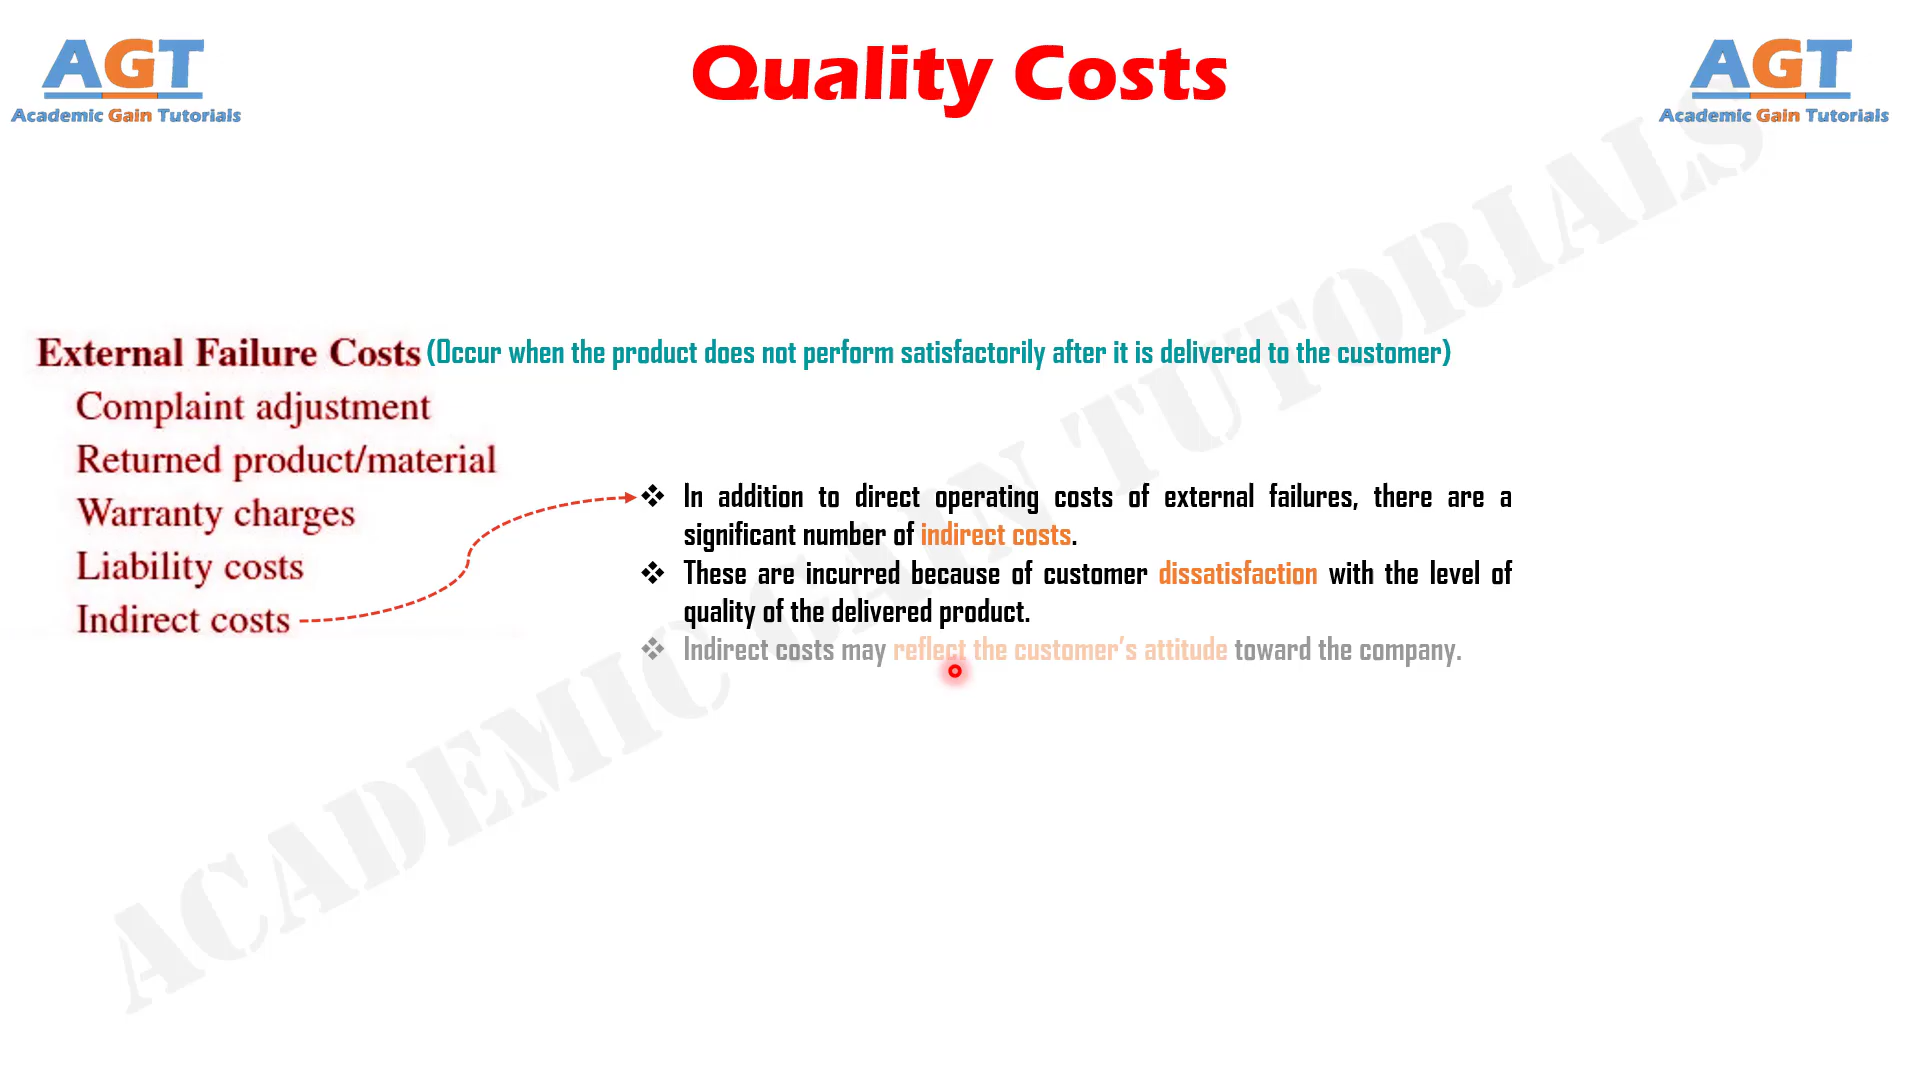 AGT
Academic Gain Tutorials
Quality Costs
AGT
Academic Gain Tutorials
External Failure Costs (Occur when the product does not perform satisfactorily after it is delivered to the customer)
Complaint adjustment
Returned product/material
Warranty charges
Liability costs
Indirect costs
❖ In addition to direct operating costs of external failures, there are a
significant number of indirect costs.
❖ These are incurred because of customer dissatisfaction with the level of
quality of the delivered product.
❖ Indirect costs may reflect the customer's attitude toward the company.
ACADEMIC GAIN TUTORIALS